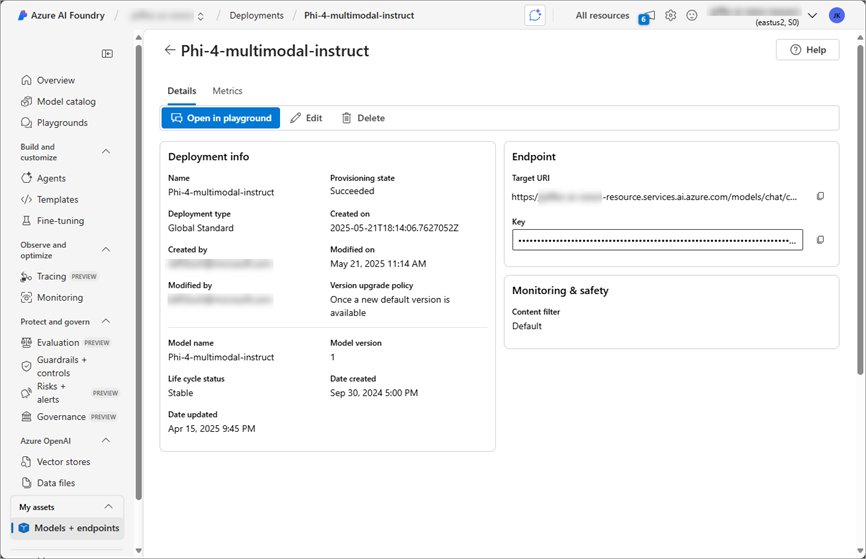 Azure AI Foundry / / Deployments / Phi-4-multimodal-instruct All resources 6 (eastus2, S0) JK
Phi-4-multimodal-instruct Help
Details Metrics
Open in playground Edit Delete
Overview
Model catalog
Playgrounds
Build and
customize
Agents
Templates
Fine-tuning
Observe and
optimize
Tracing PREVIEW
Monitoring
Protect and govern
Evaluation PREVIEW
Guardrails +
controls
Risks +
alerts PREVIEW
Governance PREVIEW
Azure OpenAI
Vector stores
Data files
My assets
Models + endpoints
Deployment info
Name
Phi-4-multimodal-instruct
Provisioning state
Succeeded
Deployment type
Global Standard
Created on
2025-05-21T18:14:06.7627052Z
Created by
Modified on
May 21, 2025 11:14 AM
Modified by
Version upgrade policy
Once a new default version is
available
Model name
Phi-4-multimodal-instruct
Model version
1
Life cycle status
Stable
Date created
Sep 30, 2024 5:00 PM
Date updated
Apr 15, 2025 9:45 PM
Endpoint
Target URI
https:/ -resource.services.ai.azure.com/models/chat/c...
Key
Monitoring & safety
Content filter
Default